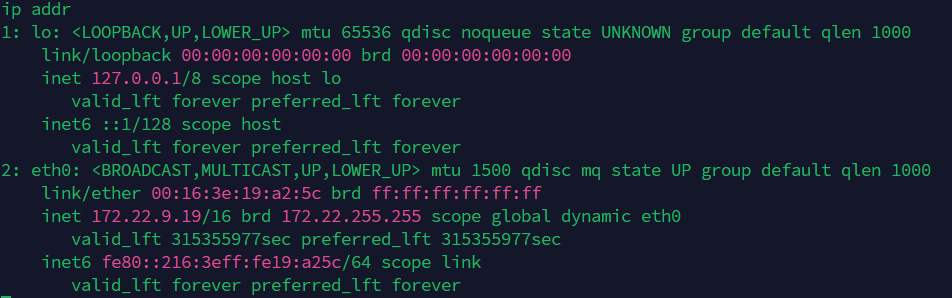 ip addr
1: lo: <LOOPBACK,UP,LOWER_UP> mtu 65536 qdisc noqueue state UNKNOWN group default qlen 1000
    link/loopback 00:00:00:00:00:00 brd 00:00:00:00:00:00
    inet 127.0.0.1/8 scope host lo
       valid_lft forever preferred_lft forever
    inet6 ::1/128 scope host
       valid_lft forever preferred_lft forever
2: eth0: <BROADCAST,MULTICAST,UP,LOWER_UP> mtu 1500 qdisc mq state UP group default qlen 1000
    link/ether 00:16:3e:19:a2:5c brd ff:ff:ff:ff:ff:ff
    inet 172.22.9.19/16 brd 172.22.255.255 scope global dynamic eth0
       valid_lft 315355977sec preferred_lft 315355977sec
    inet6 fe80::216:3eff:fe19:a25c/64 scope link
       valid_lft forever preferred_lft forever